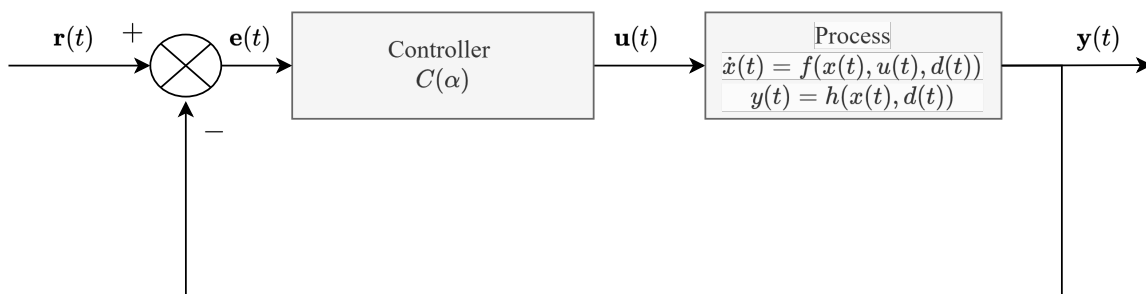 r(t) + e(t) Controller C(α) u(t) Process y(t)
ẋ(t) = f(x(t), u(t), d(t))
y(t) = h(x(t), d(t))
−